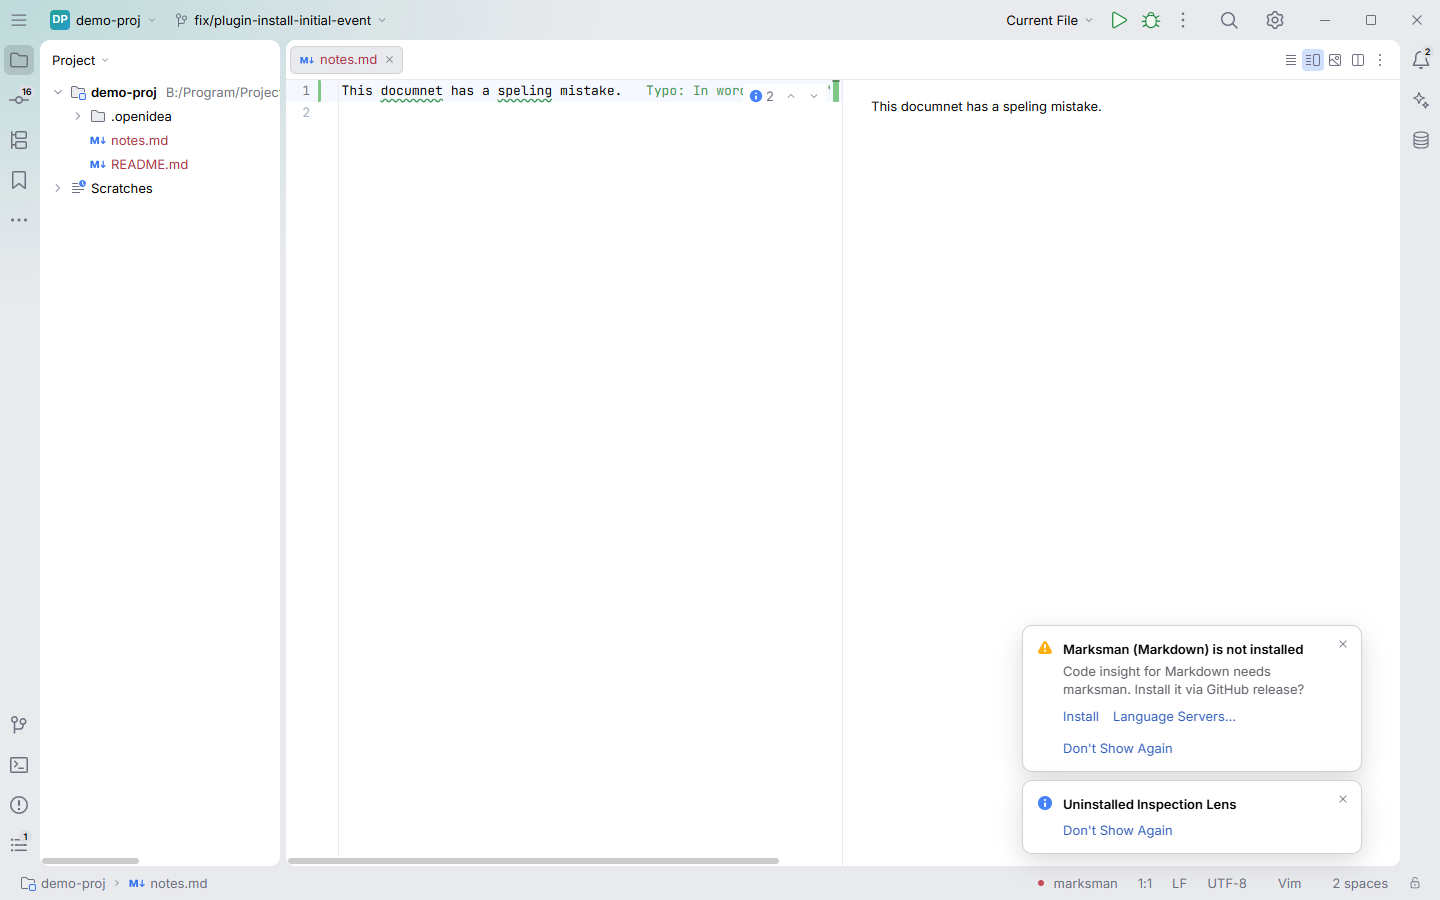 DP demo-proj
fix/plugin-install-initial-event
Current File
Project
notes.md
2
16
demo-proj B:/Program/Projec
.openidea
notes.md
README.md
Scratches
1 This documnet has a speling mistake. Typo: In word
2
2
This documnet has a speling mistake.
Marksman (Markdown) is not installed
Code insight for Markdown needs
marksman. Install it via GitHub release?
Install Language Servers...
Don't Show Again
Uninstalled Inspection Lens
Don't Show Again
1
demo-proj › notes.md
marksman 1:1 LF UTF-8 Vim 2 spaces